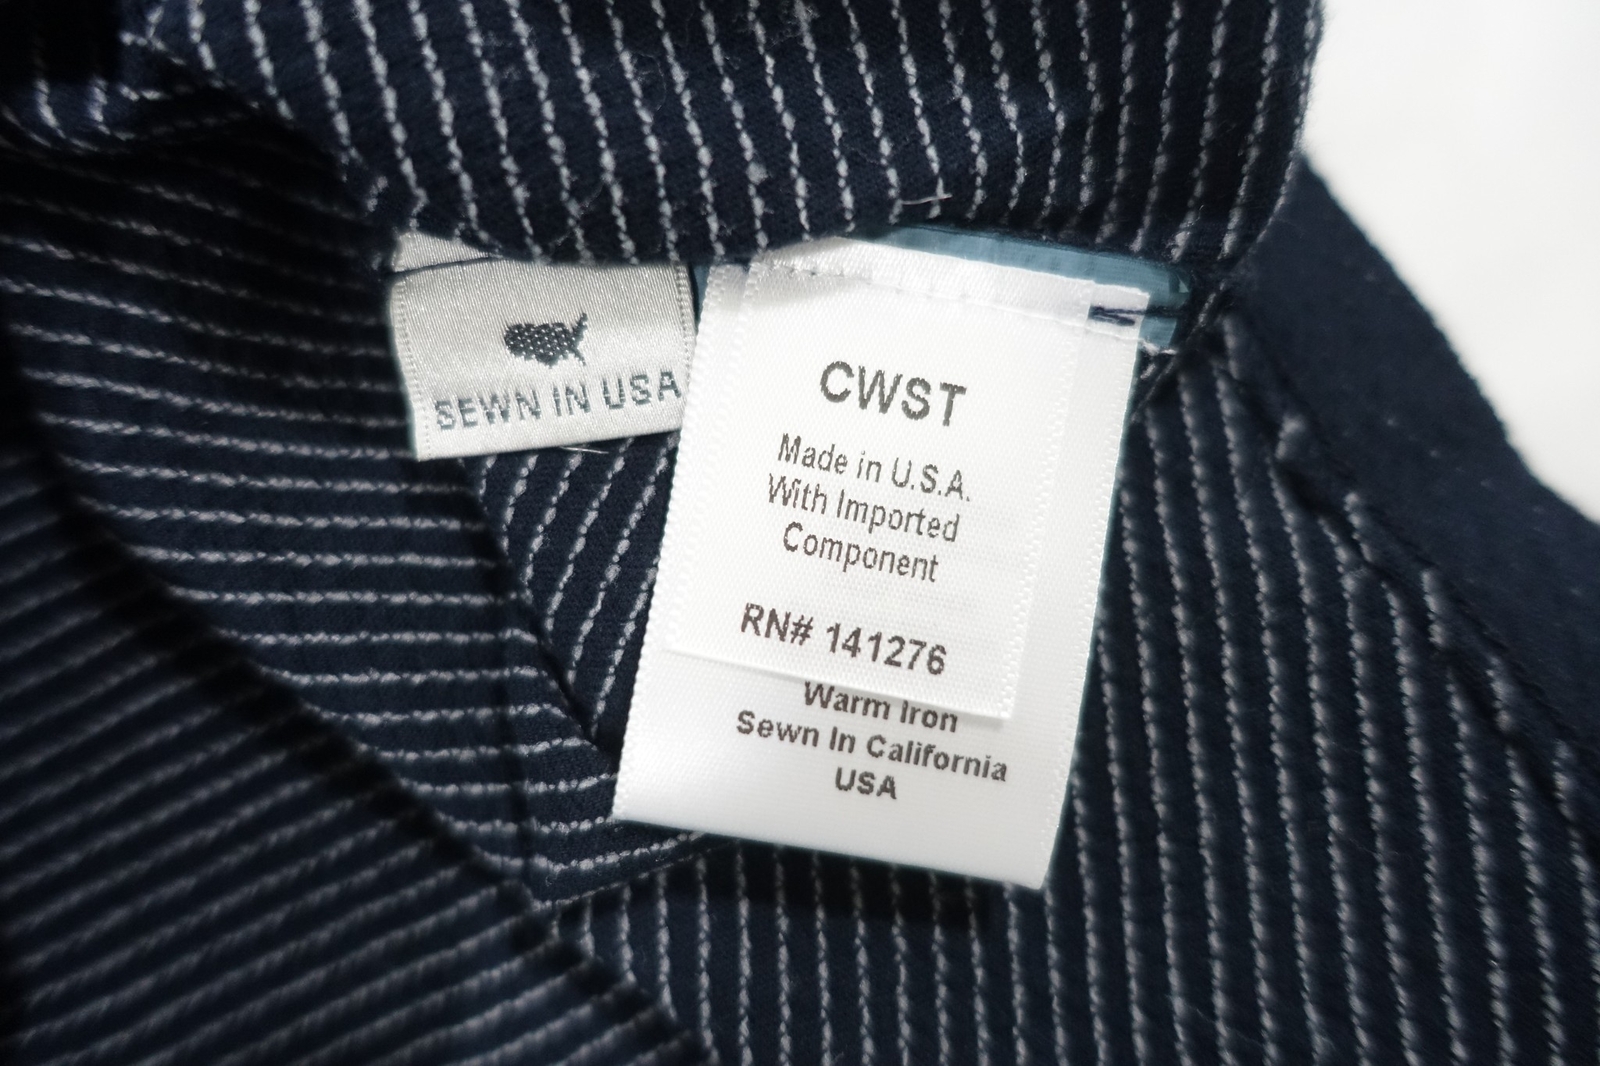 SEWN IN USA
CWST
Made in U.S.A.
With Imported
Component
RN# 141276
Warm Iron
Sewn In California
USA